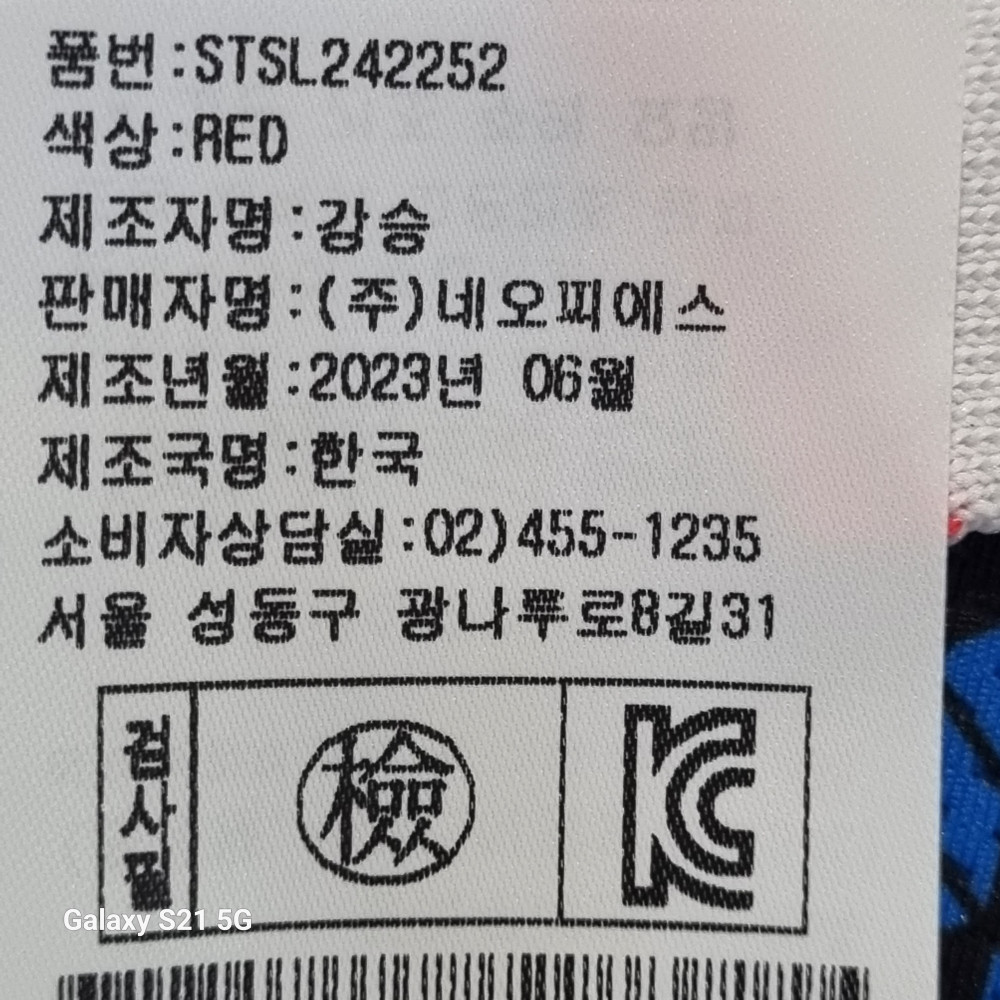 품번:STSL242252
색상:RED
제조자명:강승
판매자명:(주)네오피에스
제조년월:2023년 06월
제조국명:한국
소비자상담실:02)455-1235
서울 성동구 광나루로8길31
검사필
檢
KC
Galaxy S21 5G